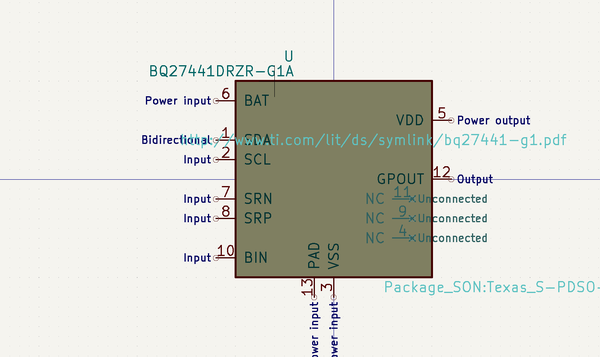 U
BQ27441DRZR-G1A
Power input 6 BAT
VDD 5 Power output
Bidirectional 1 SDA
http://www.ti.com/lit/ds/symlink/bq27441-g1.pdf
Input 2 SCL
GPOUT 12 Output
Input 7 SRN
NC 11 Unconnected
Input 8 SRP
NC 9 Unconnected
NC 4 Unconnected
Input 10 BIN
PAD
VSS
13
3
Package_SON:Texas_S-PDSO-
input
input